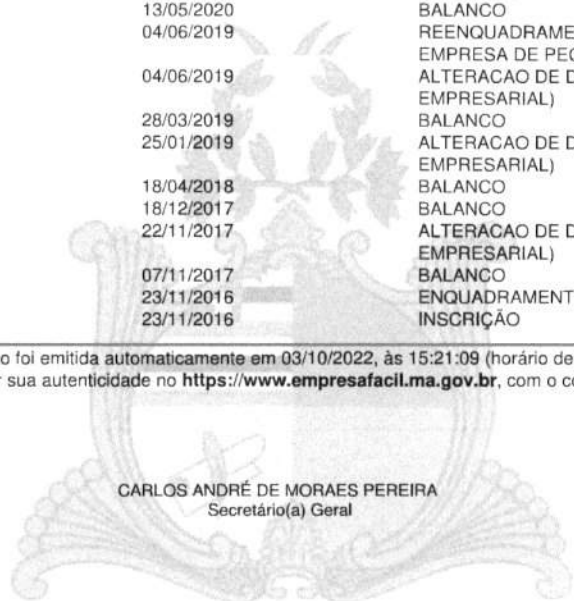 13/05/2020 BALANCO
04/06/2019 REENQUADRAME
EMPRESA DE PEQ
04/06/2019 ALTERACAO DE D
EMPRESARIAL)
28/03/2019 BALANCO
25/01/2019 ALTERACAO DE D
EMPRESARIAL)
18/04/2018 BALANCO
18/12/2017 BALANCO
22/11/2017 ALTERACAO DE D
EMPRESARIAL)
07/11/2017 BALANCO
23/11/2016 ENQUADRAMENT
23/11/2016 INSCRIÇÃO
o foi emitida automaticamente em 03/10/2022, às 15:21:09 (horário de
r sua autenticidade no https://www.empresafacil.ma.gov.br, com o có
CARLOS ANDRÉ DE MORAES PEREIRA
Secretário(a) Geral